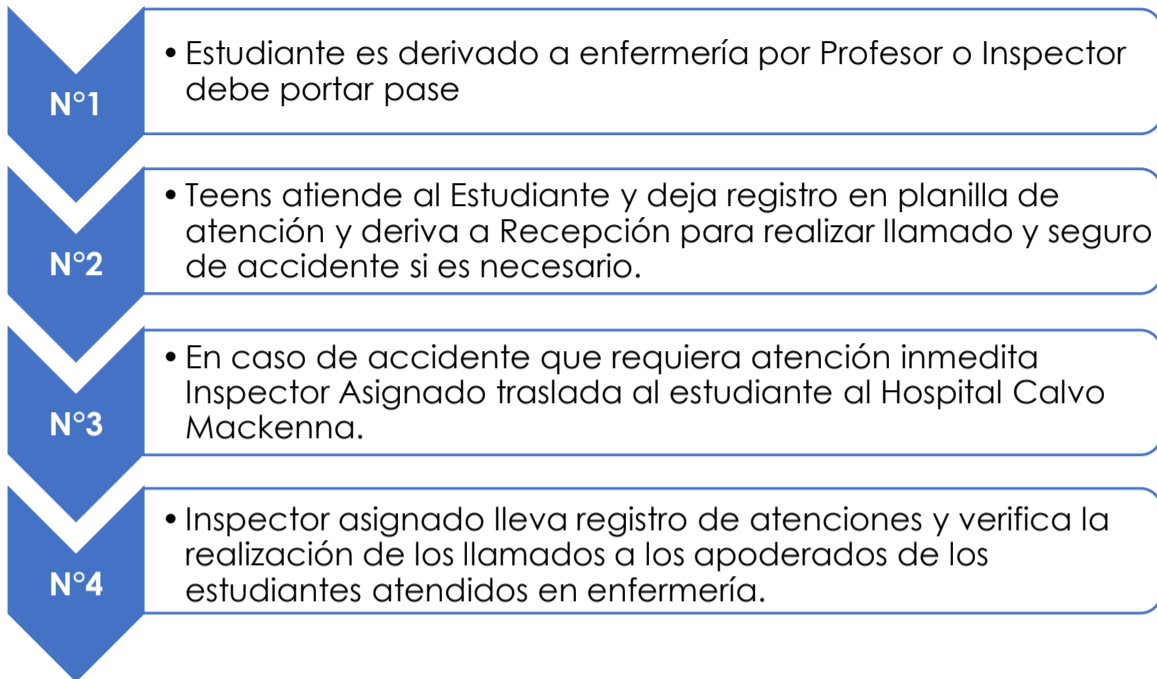 N°1
• Estudiante es derivado a enfermería por Profesor o Inspector
debe portar pase
N°2
• Teens atiende al Estudiante y deja registro en planilla de
atención y deriva a Recepción para realizar llamado y seguro
de accidente si es necesario.
N°3
• En caso de accidente que requiera atención inmedita
Inspector Asignado traslada al estudiante al Hospital Calvo
Mackenna.
N°4
• Inspector asignado lleva registro de atenciones y verifica la
realización de los llamados a los apoderados de los
estudiantes atendidos en enfermería.